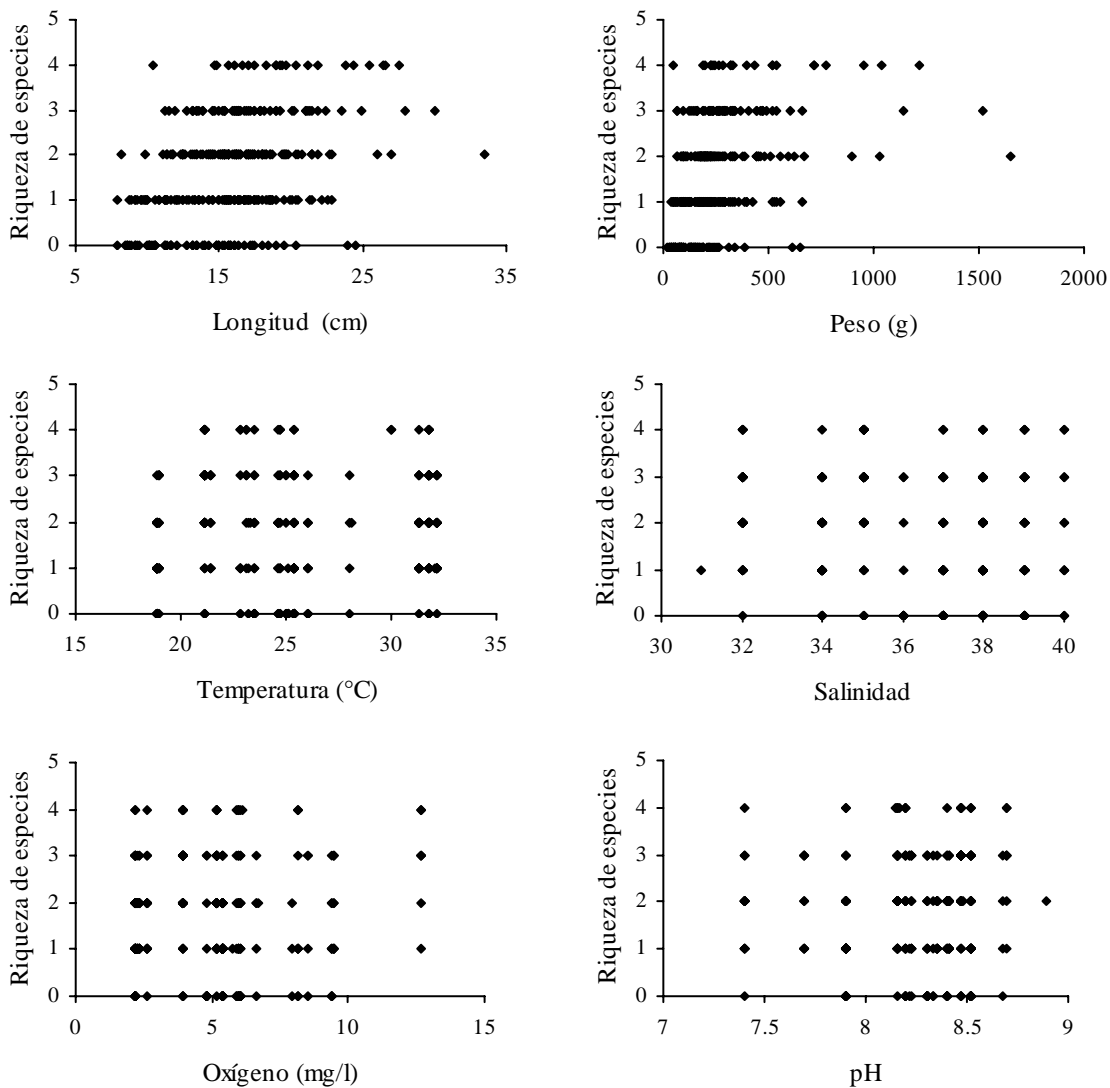 Riqueza de especies
5
4
3
2
1
0
5 15 25 35
Longitud (cm)
Riqueza de especies
5
4
3
2
1
0
0 500 1000 1500 2000
Peso (g)
Riqueza de especies
5
4
3
2
1
0
15 20 25 30 35
Temperatura (°C)
Riqueza de especies
5
4
3
2
1
0
30 32 34 36 38 40
Salinidad
Riqueza de especies
5
4
3
2
1
0
0 5 10 15
Oxígeno (mg/l)
Riqueza de especies
5
4
3
2
1
0
7 7.5 8 8.5 9
pH